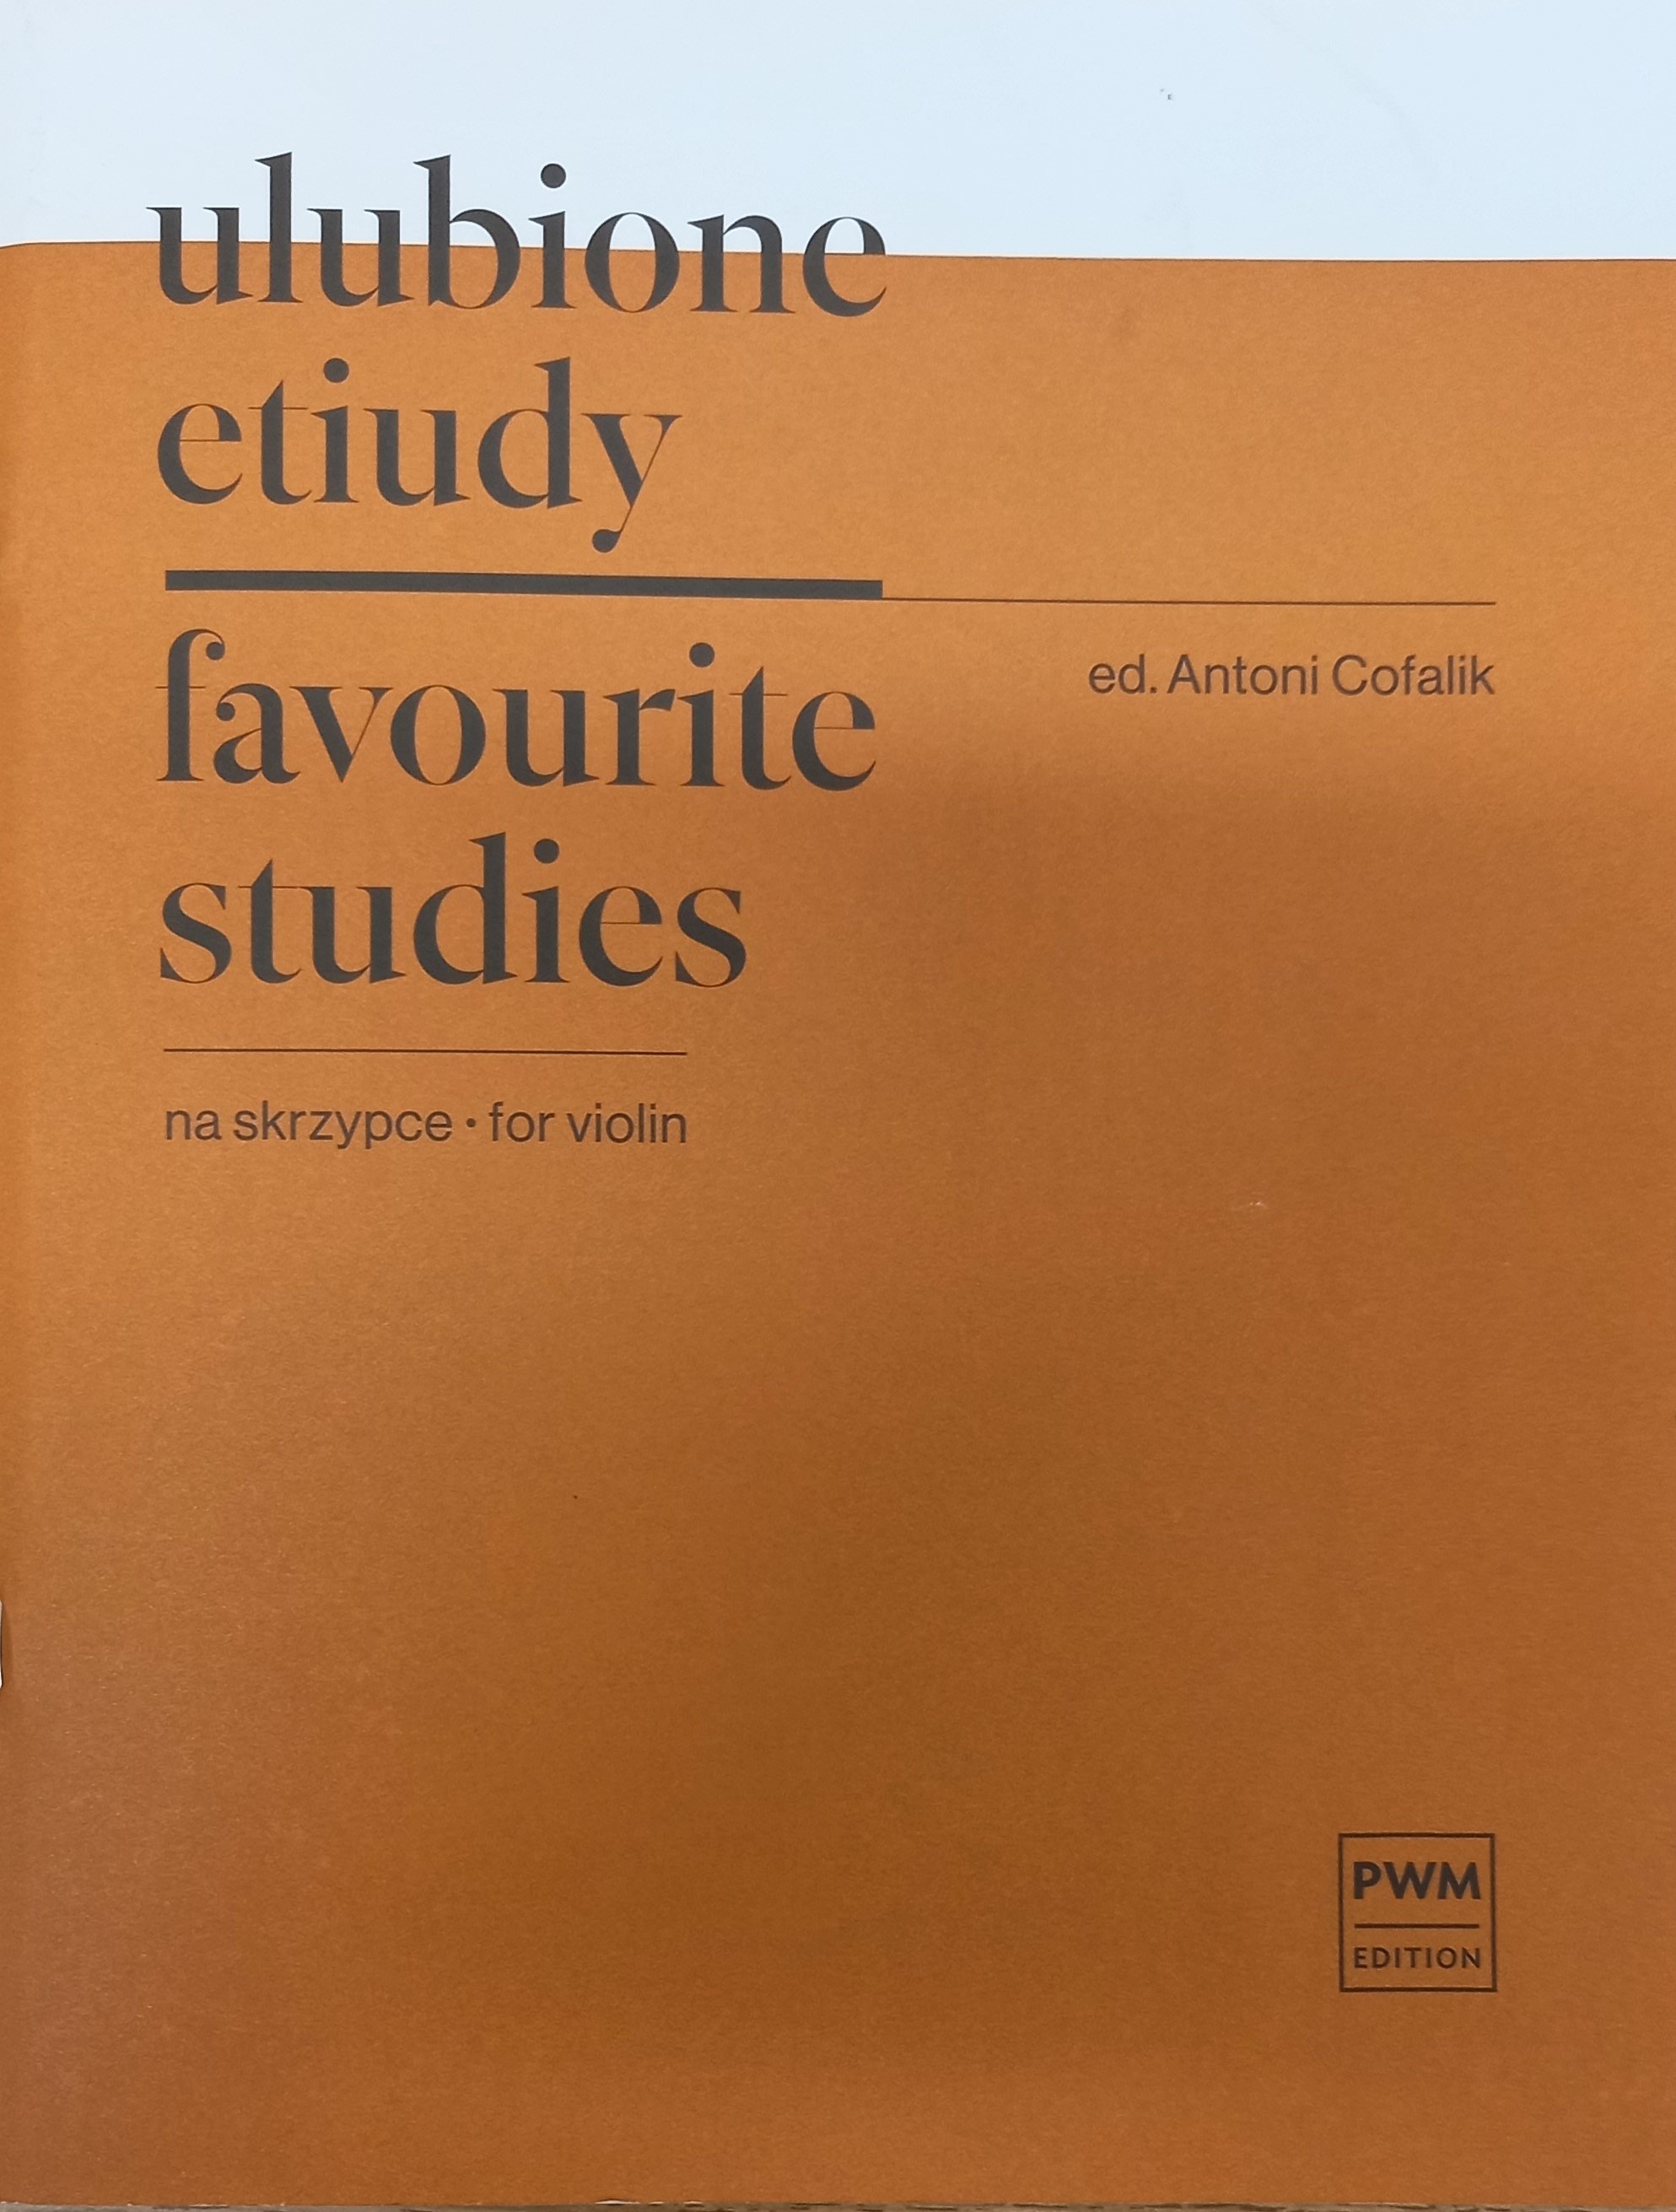 ulubione
etiudy
favourite
studies
ed. Antoni Cofalik
na skrzypce • for violin
PWM
EDITION